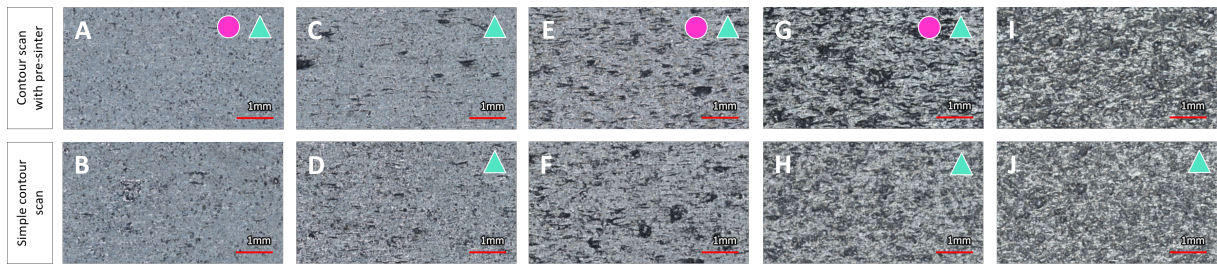 Contour scan
with pre-sinter
A
1mm
C
1mm
E
1mm
G
1mm
I
1mm
Simple contour
scan
B
1mm
D
1mm
F
1mm
H
1mm
J
1mm